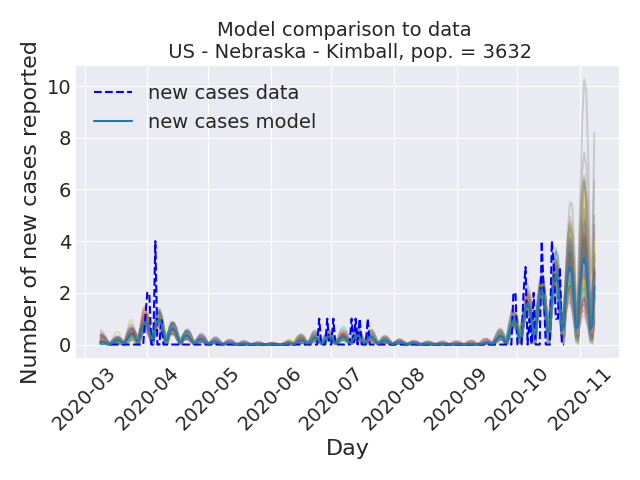 Model comparison to data
US - Nebraska - Kimball, pop. = 3632
Number of new cases reported
10
8
6
4
2
0
new cases data
new cases model
2020-03
2020-04
2020-05
2020-06
2020-07
2020-08
2020-09
2020-10
2020-11
Day